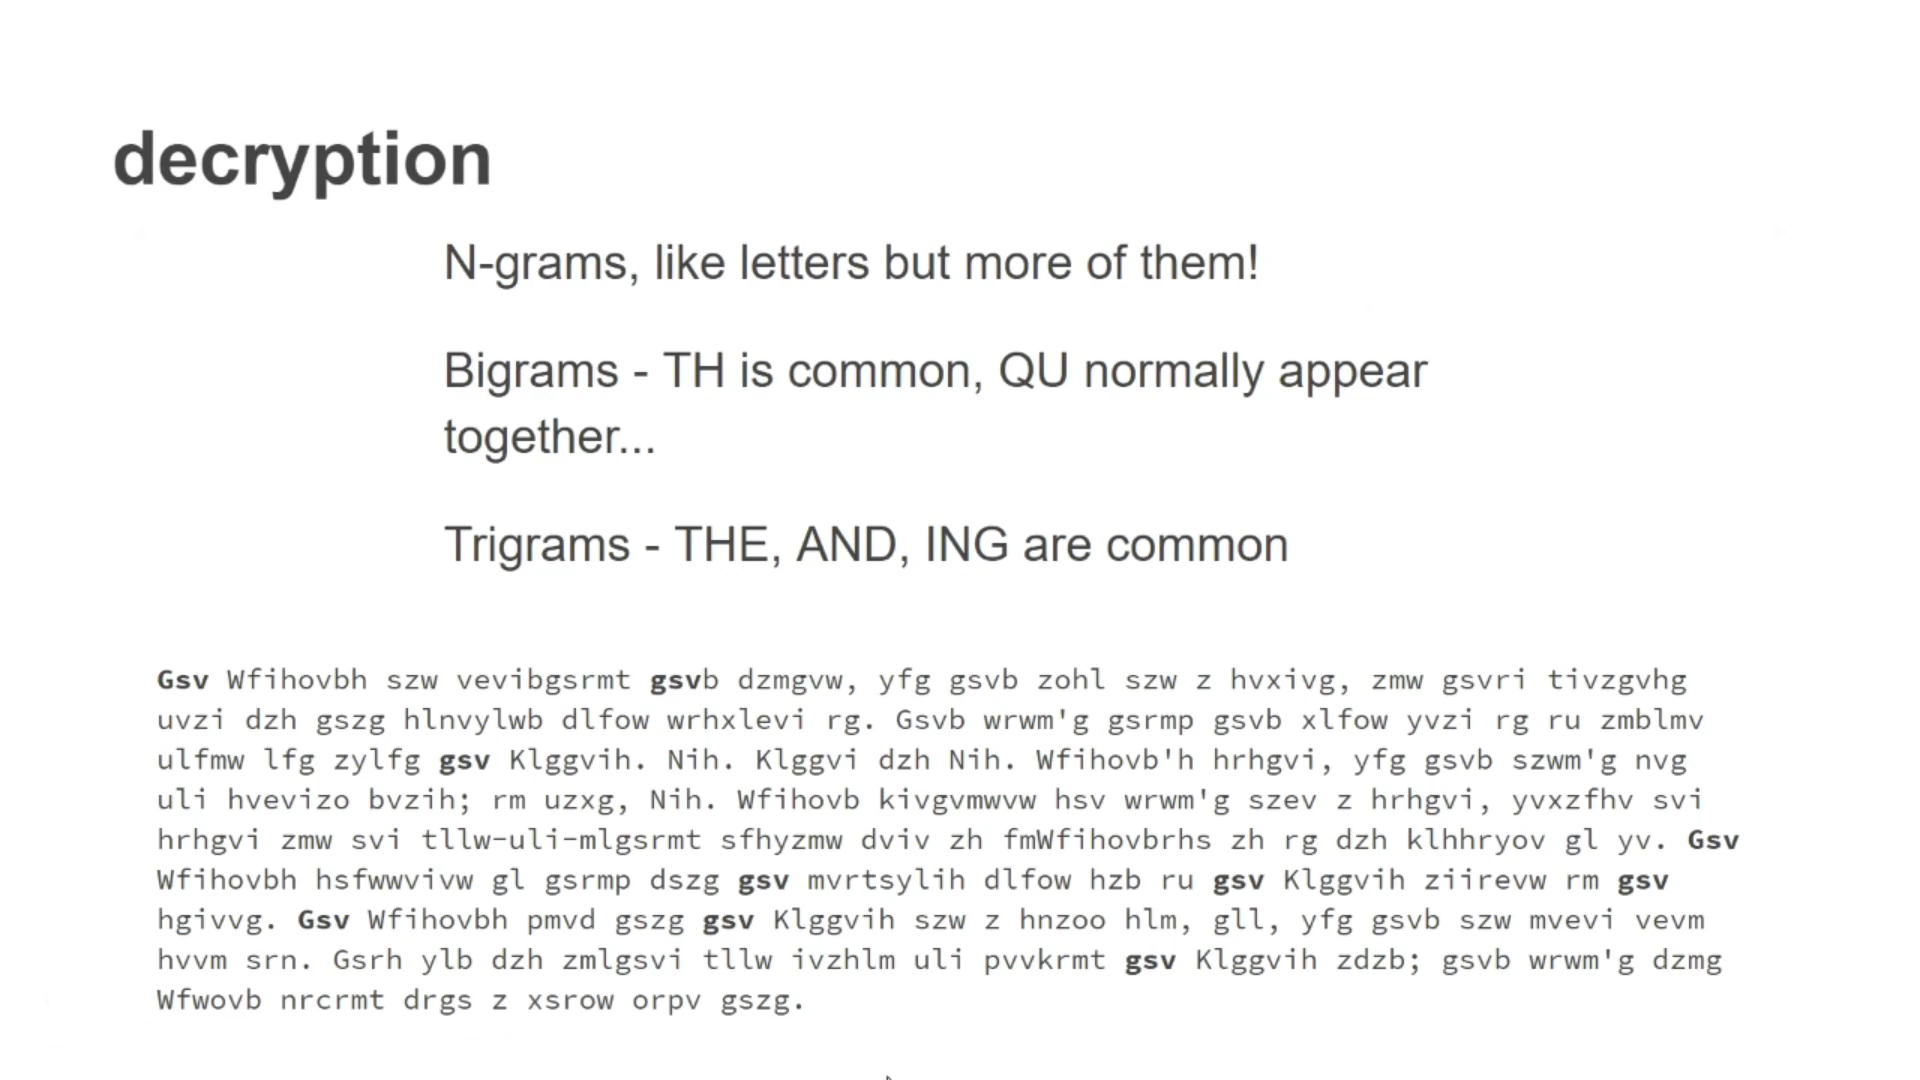 decryption
N-grams, like letters but more of them!
Bigrams - TH is common, QU normally appear
together...
Trigrams - THE, AND, ING are common
Gsv Wfihovbh szw vevibgsrmt gsvb dzmgvw, yfg gsvb zohl szw z hvxivg, zmw gsvri tivzgvhg
uvzi dzh gszg hlnvylwb dlfow wrhxlevi rg. Gsvb wrwm'g gsrmp gsvb xlfow yvzi rg ru zmblmv
ulfmw lfg zylfg gsv Klggvih. Nih. Klggvi dzh Nih. Wfihovb'h hrhgvi, yfg gsvb szwm'g nvg
uli hvevizo bvzih; rm uzxg, Nih. Wfihovb kivgvmwvw hsv wrwm'g szev z hrhgvi, yvxzfhv svi
hrhgvi zmw svi tllw-uli-mlgsrmt sfhyzmw dviv zh fmWfihovbrhs zh rg dzh klhhryov gl yv. Gsv
Wfihovbh hsfwwvivw gl gsrmp dszg gsv mvrtsylih dlfow hzb ru gsv Klggvih ziirevw rm gsv
hgivvg. Gsv Wfihovbh pmvd gszg gsv Klggvih szw z hnzoo hlm, gll, yfg gsvb szw mvevi vevm
hvvm srn. Gsrh ylb dzh zmlgsvi tllw ivzhlm uli pvvkrmt gsv Klggvih zdzb; gsvb wrwm'g dzmg
Wfwovb nrcrmt drgs z xsrow orpv gszg.